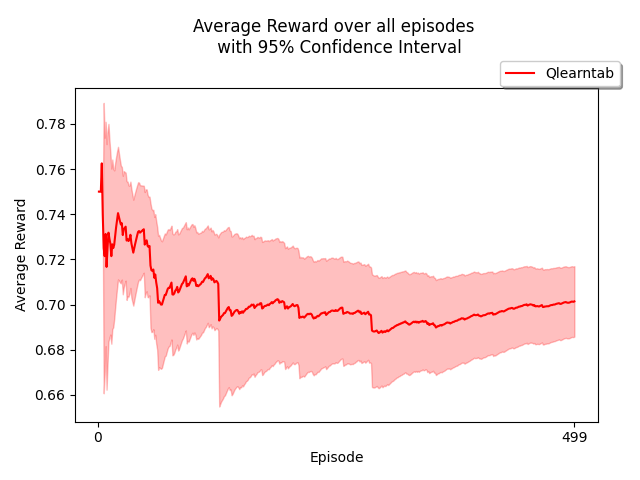 Average Reward over all episodes
with 95% Confidence Interval
Qlearntab
0.78
0.76
0.74
0.72
0.70
0.68
0.66
Average Reward
0
499
Episode